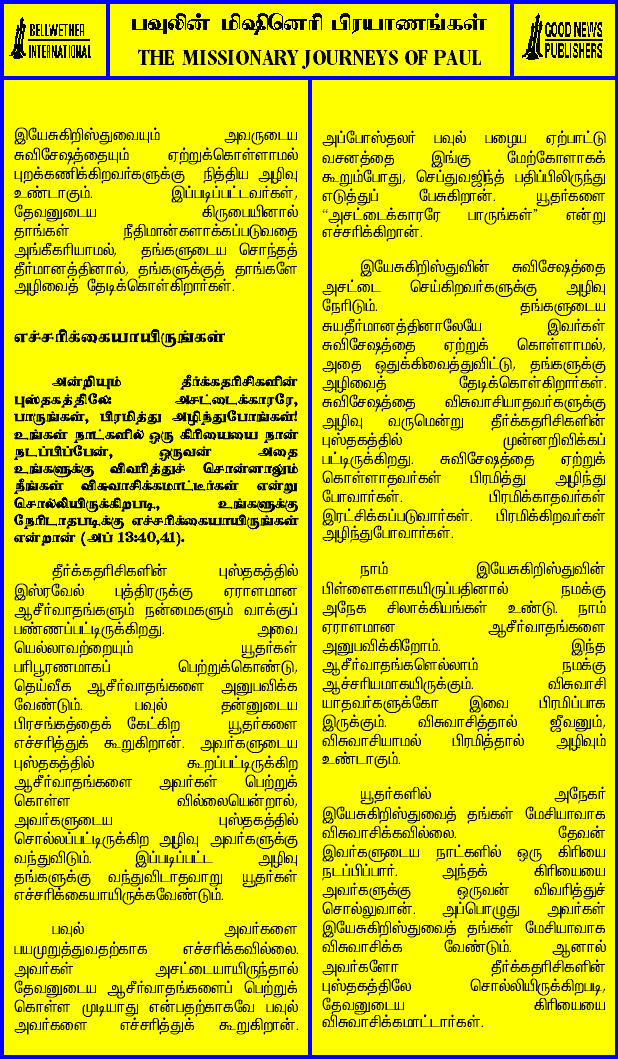 BELLWETHER
INTERNATIONAL
பவுலின் மிஷினெரி பிரயாணங்கள்
THE MISSIONARY JOURNEYS OF PAUL
GOOD NEWS
PUBLISHERS
இயேசுகிறிஸ்துவையும் அவருடைய
சுவிசேஷத்தையும் ஏற்றுக்கொள்ளாமல்
புறக்கணிக்கிறவர்களுக்கு நித்திய அழிவு
உண்டாகும். இப்படிப்பட்டவர்கள்,
தேவனுடைய கிருபையினால்
தாங்கள் நீதிமான்களாக்கப்படுவதை
அங்கீகரியாமல், தங்களுடைய சொந்தத்
தீர்மானத்தினால், தங்களுக்குத் தாங்களே
அழிவைத் தேடிக்கொள்கிறார்கள்.
எச்சரிக்கையாயிருங்கள்
அன்றியும் தீர்க்கதரிசிகளின்
புஸ்தகத்திலே: அசட்டைக்காரரே,
பாருங்கள், பிரமித்து அழிந்துபோங்கள்!
உங்கள் நாட்களில் ஒரு கிரியையை நான்
நடப்பிப்பேன், ஒருவன் அதை
உங்களுக்கு விவரித்துச் சொன்னாலும்
நீங்கள் விசுவாசிக்கமாட்டீர்கள் என்று
சொல்லியிருக்கிறபடி, உங்களுக்கு
நேரிடாதபடிக்கு எச்சரிக்கையாயிருங்கள்
என்றான் (அப் 13:40,41).
தீர்க்கதரிசிகளின் புஸ்தகத்தில்
இஸ்ரவேல் புத்திரருக்கு ஏராளமான
ஆசீர்வாதங்களும் நன்மைகளும் வாக்குப்
பண்ணப்பட்டிருக்கிறது. அவை
யெல்லாவற்றையும் யூதர்கள்
பரிபூரணமாகப் பெற்றுக்கொண்டு,
தெய்வீக ஆசீர்வாதங்களை அனுபவிக்க
வேண்டும். பவுல் தன்னுடைய
பிரசங்கத்தைக் கேட்கிற யூதர்களை
எச்சரித்துக் கூறுகிறான். அவர்களுடைய
புஸ்தகத்தில் கூறப்பட்டிருக்கிற
ஆசீர்வாதங்களை அவர்கள் பெற்றுக்
கொள்ள வில்லையென்றால்,
அவர்களுடைய புஸ்தகத்தில்
சொல்லப்பட்டிருக்கிற அழிவு அவர்களுக்கு
வந்துவிடும். இப்படிப்பட்ட அழிவு
தங்களுக்கு வந்துவிடாதவாறு யூதர்கள்
எச்சரிக்கையாயிருக்கவேண்டும்.
பவுல் அவர்களை
பயமுறுத்துவதற்காக எச்சரிக்கவில்லை.
அவர்கள் அசட்டையாயிருந்தால்
தேவனுடைய ஆசீர்வாதங்களைப் பெற்றுக்
கொள்ள முடியாது என்பதற்காகவே பவுல்
அவர்களை எச்சரித்துக் கூறுகிறான்.
அப்போஸ்தலர் பவுல் பழைய ஏற்பாட்டு
வசனத்தை இங்கு மேற்கோளாகக்
கூறும்போது, செப்துவஜிந்த் பதிப்பிலிருந்து
எடுத்துப் பேசுகிறான். யூதர்களை
“அசட்டைக்காரரே பாருங்கள்” என்று
எச்சரிக்கிறான்.
இயேசுகிறிஸ்துவின் சுவிசேஷத்தை
அசட்டை செய்கிறவர்களுக்கு அழிவு
நேரிடும். தங்களுடைய
சுயதீர்மானத்தினாலேயே இவர்கள்
சுவிசேஷத்தை ஏற்றுக் கொள்ளாமல்,
அதை ஒதுக்கிவைத்துவிட்டு, தங்களுக்கு
அழிவைத் தேடிக்கொள்கிறார்கள்.
சுவிசேஷத்தை விசுவாசியாதவர்களுக்கு
அழிவு வருமென்று தீர்க்கதரிசிகளின்
புஸ்தகத்தில் முன்னறிவிக்கப்
பட்டிருக்கிறது. சுவிசேஷத்தை ஏற்றுக்
கொள்ளாதவர்கள் பிரமித்து அழிந்து
போவார்கள். பிரமிக்காதவர்கள்
இரட்சிக்கப்படுவார்கள். பிரமிக்கிறவர்கள்
அழிந்துபோவார்கள்.
நாம் இயேசுகிறிஸ்துவின்
பிள்ளைகளாகயிருப்பதினால் நமக்கு
அநேக சிலாக்கியங்கள் உண்டு. நாம்
ஏராளமான ஆசீர்வாதங்களை
அனுபவிக்கிறோம். இந்த
ஆசீர்வாதங்களெல்லாம் நமக்கு
ஆச்சரியமாகயிருக்கும். விசுவாசி
யாதவர்களுக்கோ இவை பிரமிப்பாக
இருக்கும். விசுவாசித்தால் ஜீவனும்,
விசுவாசியாமல் பிரமித்தால் அழிவும்
உண்டாகும்.
யூதர்களில் அநேகர்
இயேசுகிறிஸ்துவைத் தங்கள் மேசியாவாக
விசுவாசிக்கவில்லை. தேவன்
இவர்களுடைய நாட்களில் ஒரு கிரியை
நடப்பிப்பார். அந்தக் கிரியையை
அவர்களுக்கு ஒருவன் விவரித்துச்
சொல்லுவான். அப்பொழுது அவர்கள்
இயேசுகிறிஸ்துவைத் தங்கள் மேசியாவாக
விசுவாசிக்க வேண்டும். ஆனால்
அவர்களோ தீர்க்கதரிசிகளின்
புஸ்தகத்திலே சொல்லியிருக்கிறபடி,
தேவனுடைய கிரியையை
விசுவாசிக்கமாட்டார்கள்.